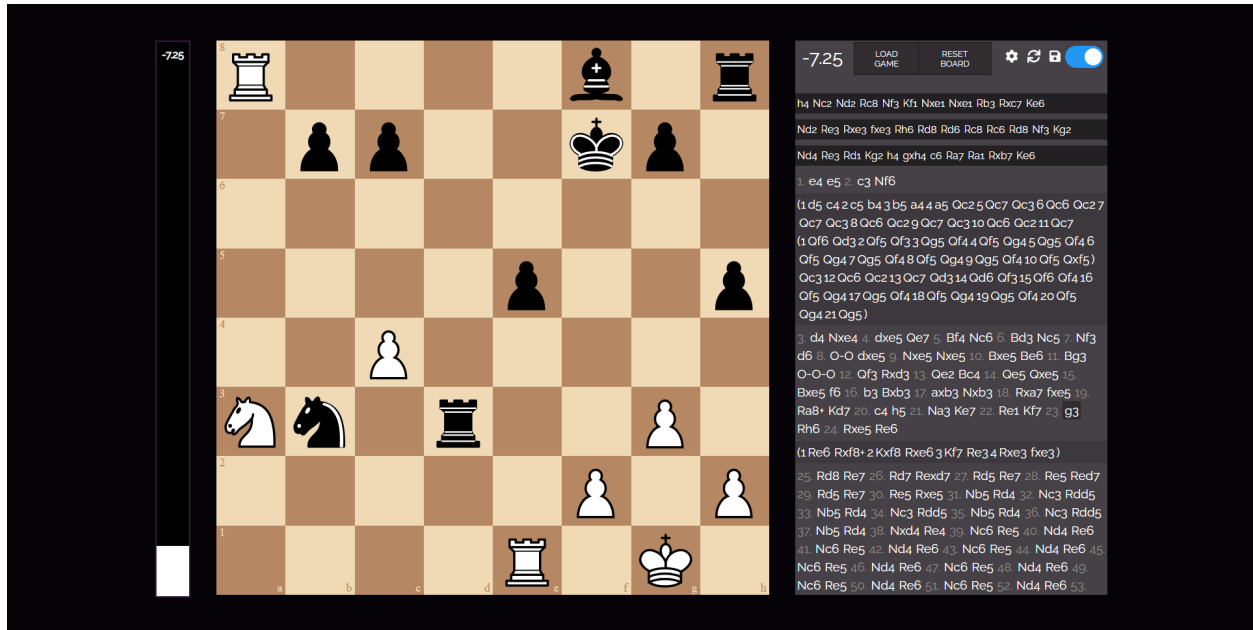 -7.25
8
7
6
5
4
3
2
1
a b c d e f g h
-7.25
LOAD GAME
RESET BOARD
h4 Nc2 Nd2 Rc8 Nf3 Kf1 Nxe1 Nxe1 Rb3 Rxc7 Ke6
Nd2 Re3 Rxe3 fxe3 Rh6 Rd8 Rd6 Rc8 Rc6 Rd8 Nf3 Kg2
Nd4 Re3 Rd1 Kg2 h4 gxh4 c6 Ra7 Ra1 Rxb7 Ke6
1. e4 e5 2. c3 Nf6
(1 d5 c4 2 c5 b4 3 b5 a4 4 a5 Qc2 5 Qc7 Qc3 6 Qc6 Qc2 7
Qc7 Qc3 8 Qc6 Qc2 9 Qc7 Qc3 10 Qc6 Qc2 11 Qc7
(1 Qf6 Qd3 2 Qf5 Qf3 3 Qg5 Qf4 4 Qf5 Qg4 5 Qg5 Qf4 6
Qf5 Qg4 7 Qg5 Qf4 8 Qf5 Qg4 9 Qg5 Qf4 10 Qf5 Qxf5 )
Qc3 12 Qc6 Qc2 13 Qc7 Qd3 14 Qd6 Qf3 15 Qf6 Qf4 16
Qf5 Qg4 17 Qg5 Qf4 18 Qf5 Qg4 19 Qg5 Qf4 20 Qf5
Qg4 21 Qg5 )
3. d4 Nxe4 4. dxe5 Qe7 5. Bf4 Nc6 6. Bd3 Nc5 7. Nf3
d6 8. O-O dxe5 9. Nxe5 Nxe5 10. Bxe5 Be6 11. Bg3
O-O-O 12. Qf3 Rxd3 13. Qe2 Bc4 14. Qe5 Qxe5 15.
Bxe5 f6 16. b3 Bxb3 17. axb3 Nxb3 18. Rxa7 fxe5 19.
Ra8+ Kd7 20. c4 h5 21. Na3 Ke7 22. Re1 Kf7 23. g3
Rh6 24. Rxe5 Re6
(1 Re6 Rxf8+ 2 Kxf8 Rxe6 3 Kf7 Re3 4 Rxe3 fxe3 )
25. Rd8 Re7 26. Rd7 Rexd7 27. Rd5 Re7 28. Re5 Red7
29. Rd5 Re7 30. Re5 Rxe5 31. Nb5 Rd4 32. Nc3 Rdd5
33. Nb5 Rd4 34. Nc3 Rdd5 35. Nb5 Rd4 36. Nc3 Rdd5
37. Nb5 Rd4 38. Nxd4 Re4 39. Nc6 Re5 40. Nd4 Re6
41. Nc6 Re5 42. Nd4 Re6 43. Nc6 Re5 44. Nd4 Re6 45.
Nc6 Re5 46. Nd4 Re6 47. Nc6 Re5 48. Nd4 Re6 49.
Nc6 Re5 50. Nd4 Re6 51. Nc6 Re5 52. Nd4 Re6 53.